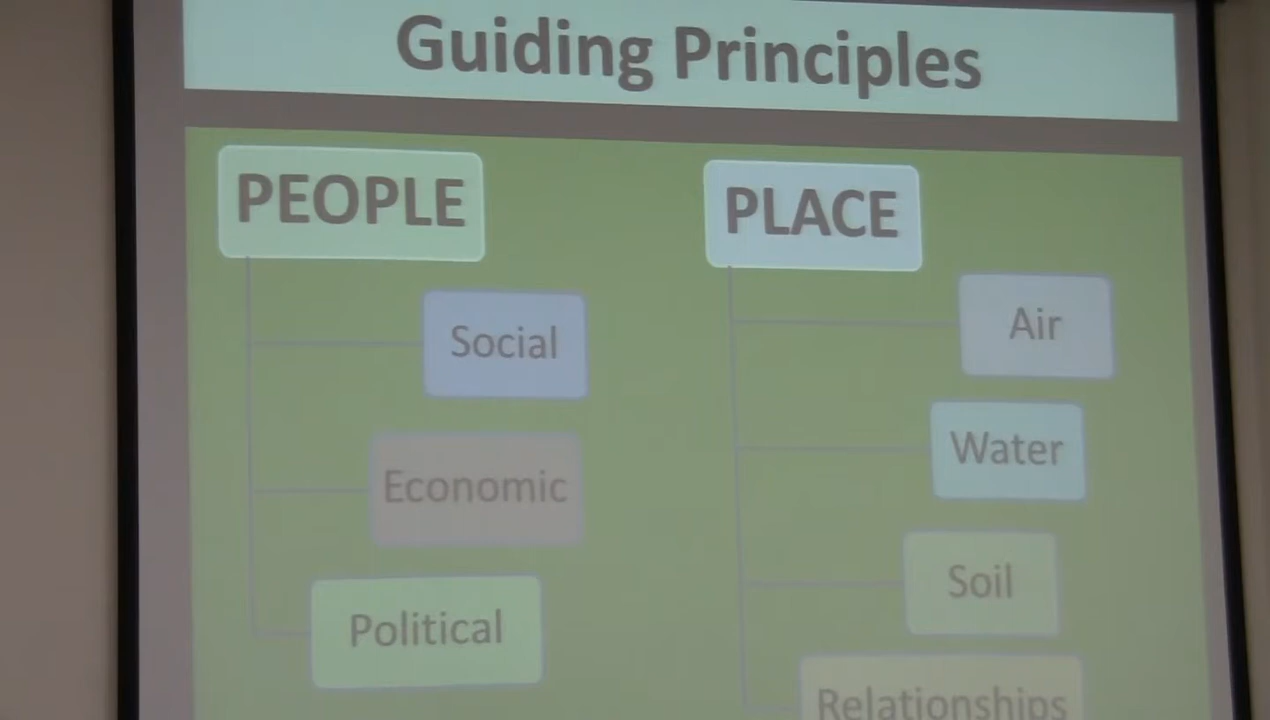 Guiding Principles
PEOPLE
Social
Economic
Political
PLACE
Air
Water
Soil
Relationships